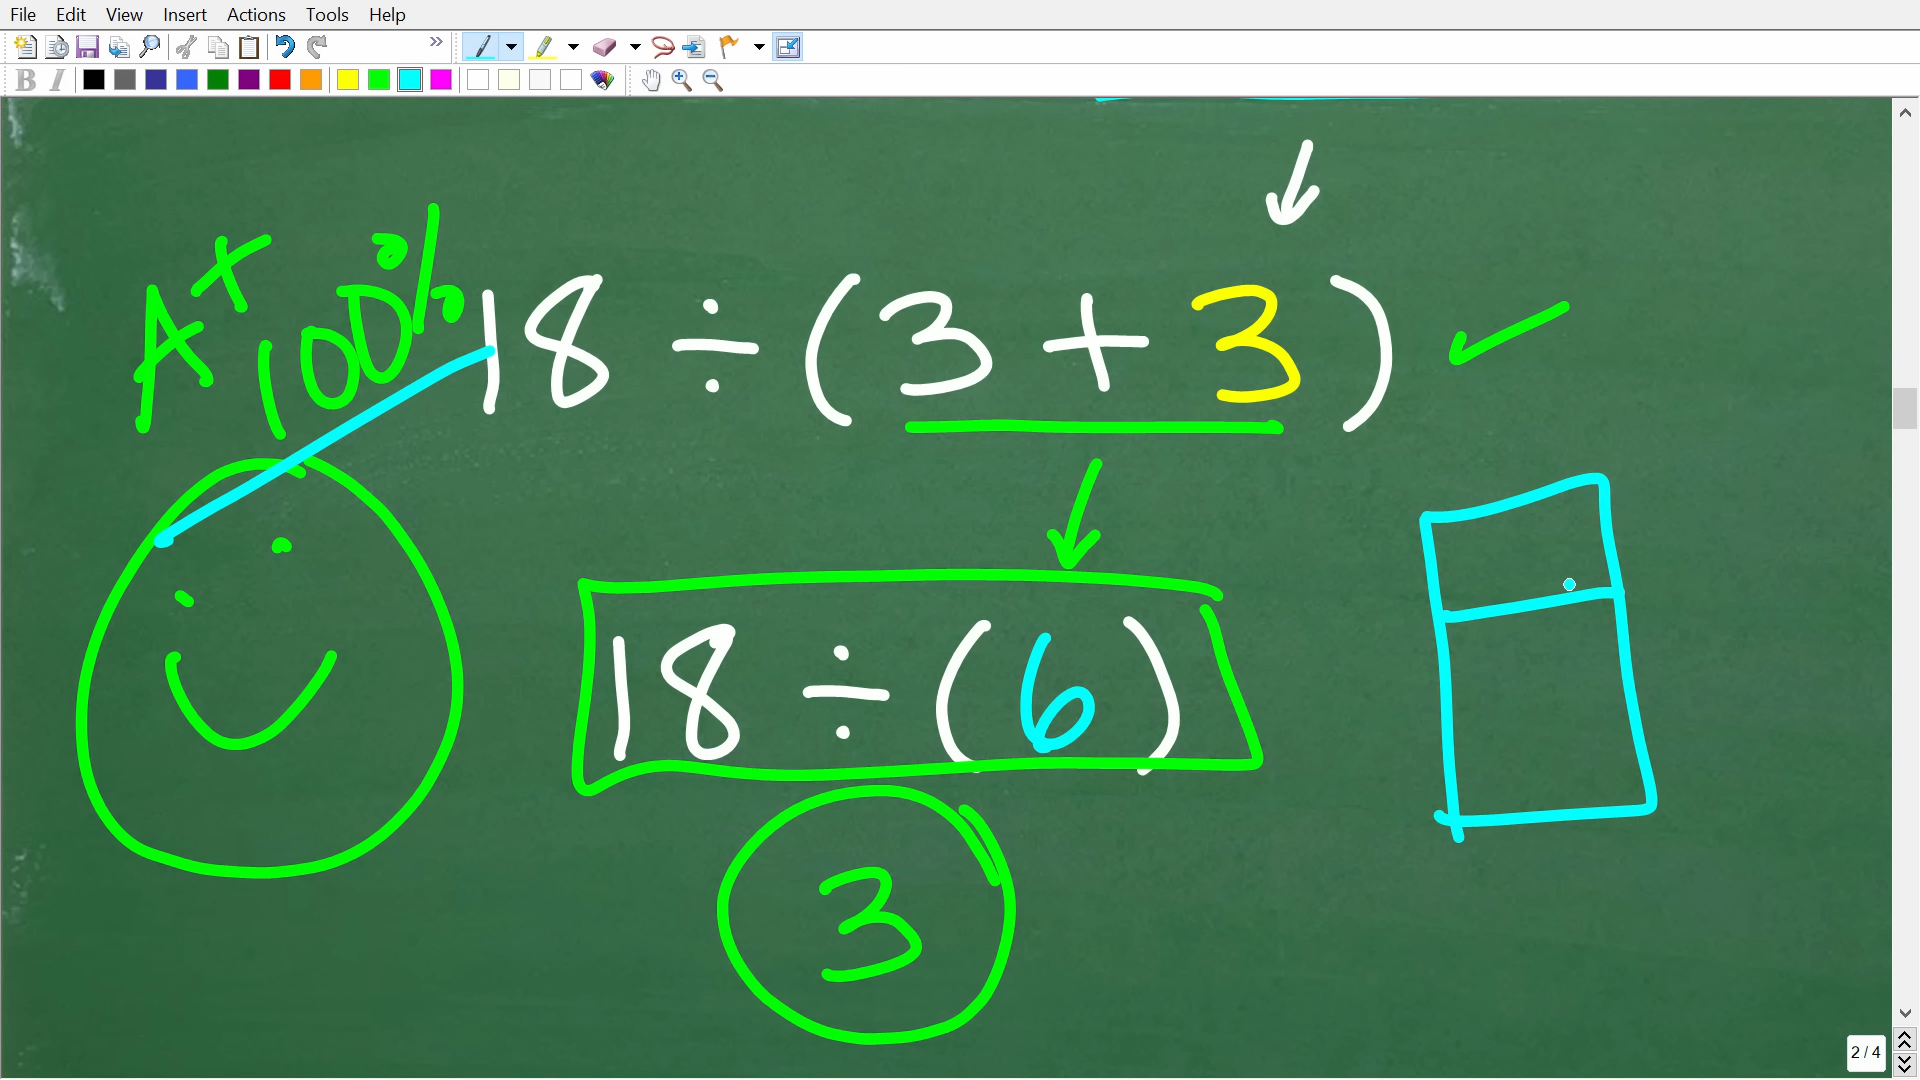 File Edit View Insert Actions Tools Help
B I
A+ 100%
18 ÷ (3 + 3)
18 ÷ (6)
3
2 / 4